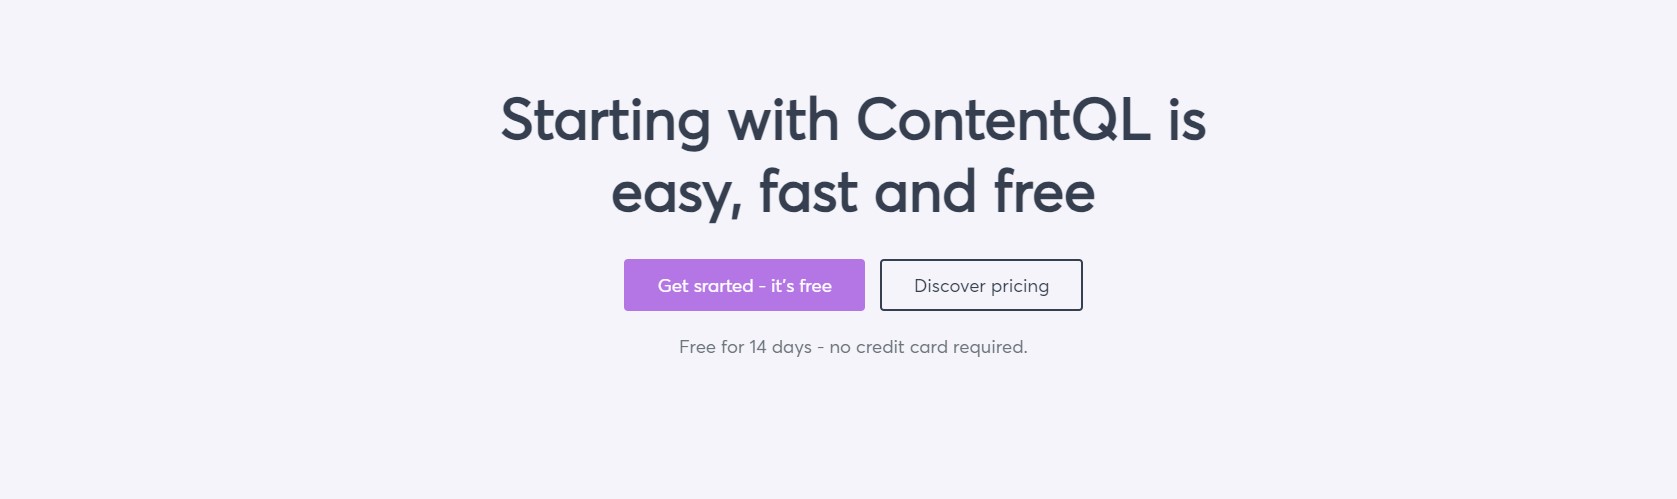 Starting with ContentQL is
easy, fast and free
Get srarted - it's free
Discover pricing
Free for 14 days - no credit card required.